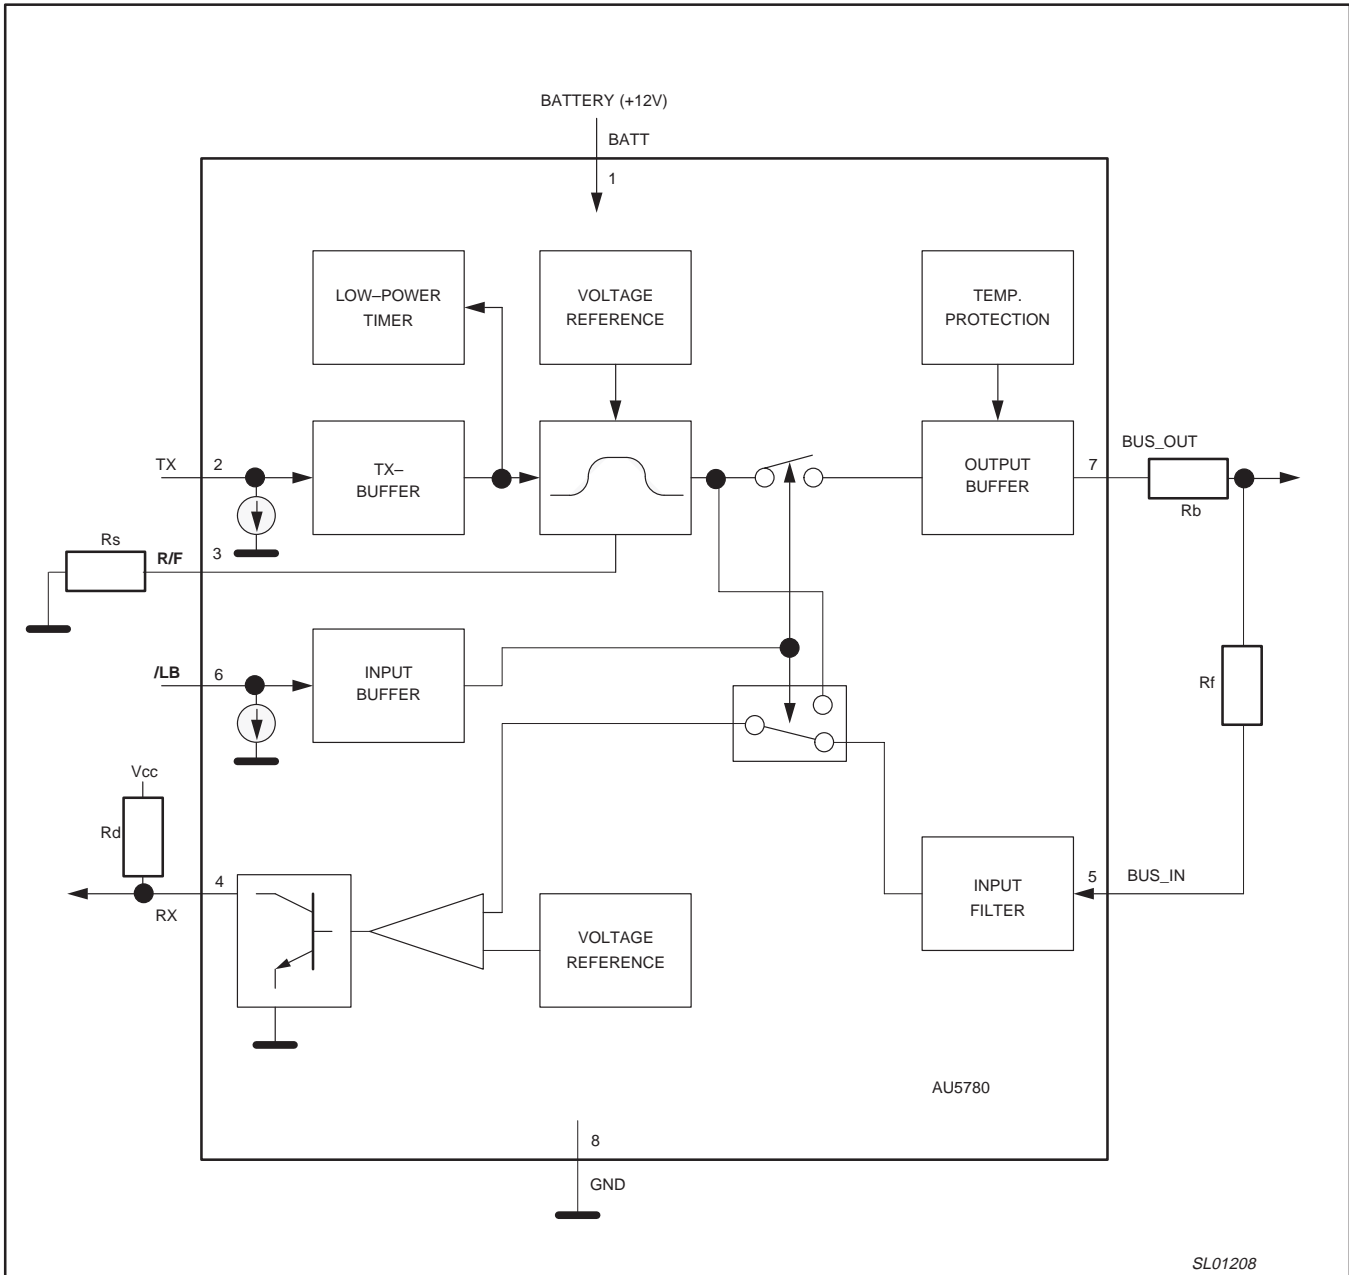 BATTERY (+12V)
BATT
1
LOW–POWER
TIMER
VOLTAGE
REFERENCE
TEMP.
PROTECTION
TX
2
TX–
BUFFER
OUTPUT
BUFFER
7
BUS_OUT
Rb
Rs
R/F
3
/LB
6
INPUT
BUFFER
Rf
Vcc
Rd
RX
4
VOLTAGE
REFERENCE
INPUT
FILTER
5
BUS_IN
AU5780
8
GND
SL01208